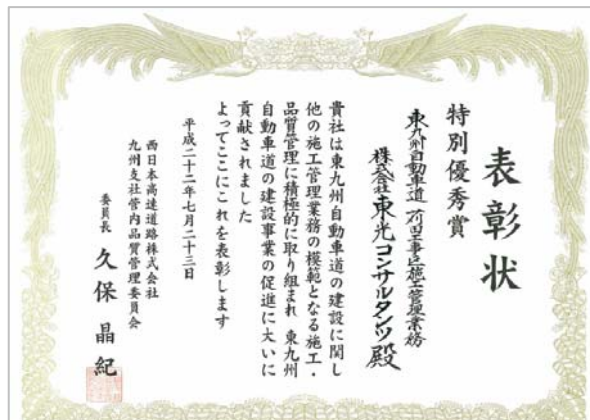 表彰状
特別優秀賞
東九州自動車道 苅田工事区施工管理業務
株式会社東光コンサルタンツ殿
貴社は東九州自動車道の建設に関し
他の施工管理業務の模範となる施工・
品質管理に積極的に取り組まれ 東九州
自動車道の建設事業の促進に大いに
貢献されました
よってここにこれを表彰します
平成二十二年七月二十三日
西日本高速道路株式会社
九州支社管内品質管理委員会
委員長 久保 晶紀